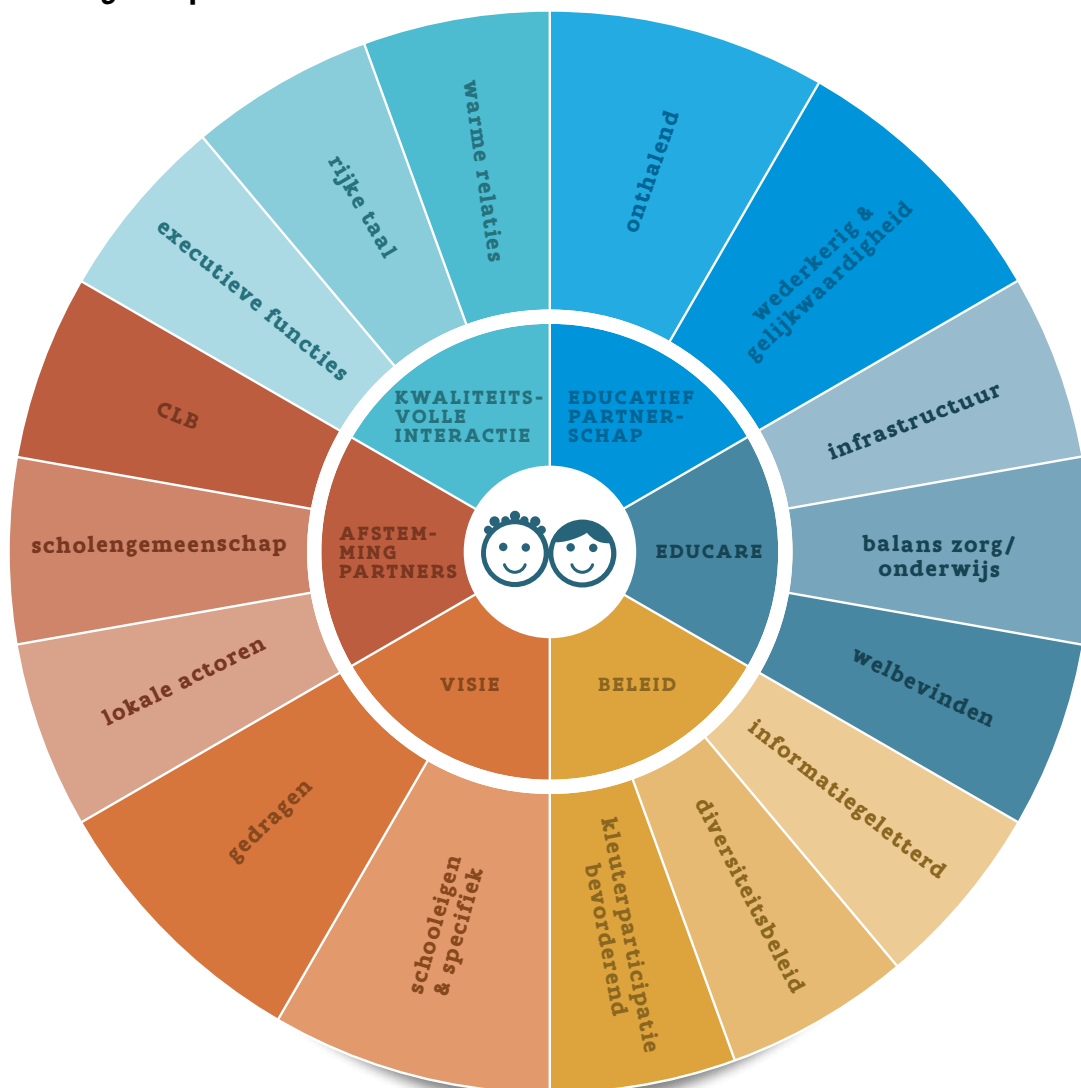 onthalend
wederkerig &
gelijkwaardigheid
infrastructuur
balans zorg/
onderwijs
welbevinden
informatiegeletterd
diversiteitsbeleid
kleuterparticipatie
bevorderend
schooleigen
& specifiek
gedragen
lokale actoren
scholengemeenschap
CLB
executieve functies
rijke taal
warme relaties
KWALITEITS-
VOLLE
INTERACTIE
EDUCATIEF
PARTNER-
SCHAP
EDUCARE
BELEID
VISIE
AFSTEM-
MING
PARTNERS